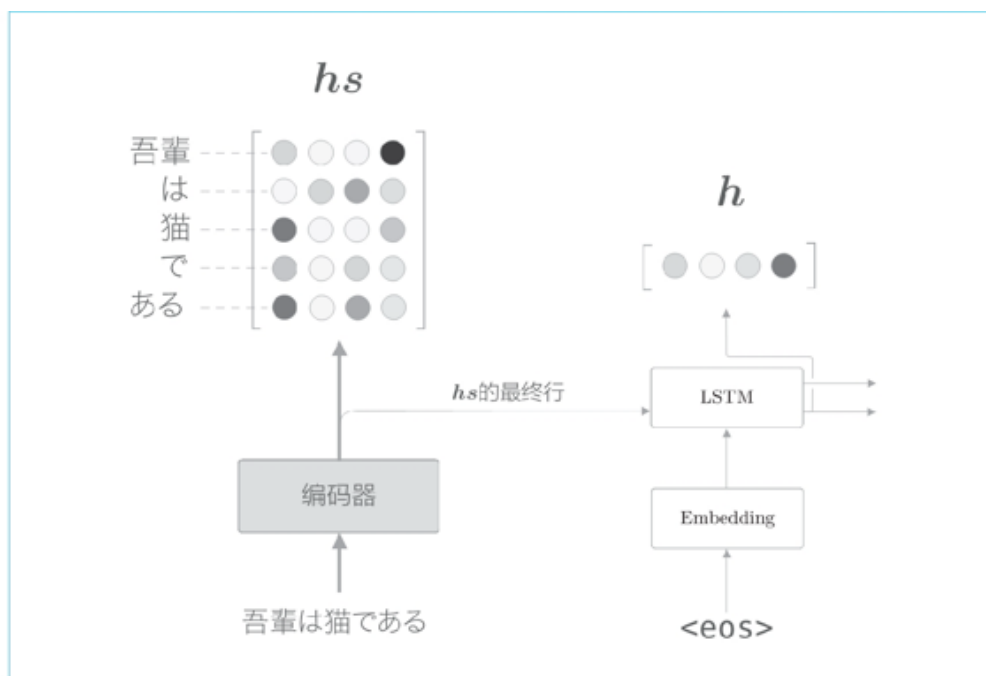 hs
吾輩
は
猫
で
ある
hs的最终行
编码器
吾輩は猫である
h
LSTM
Embedding
<eos>